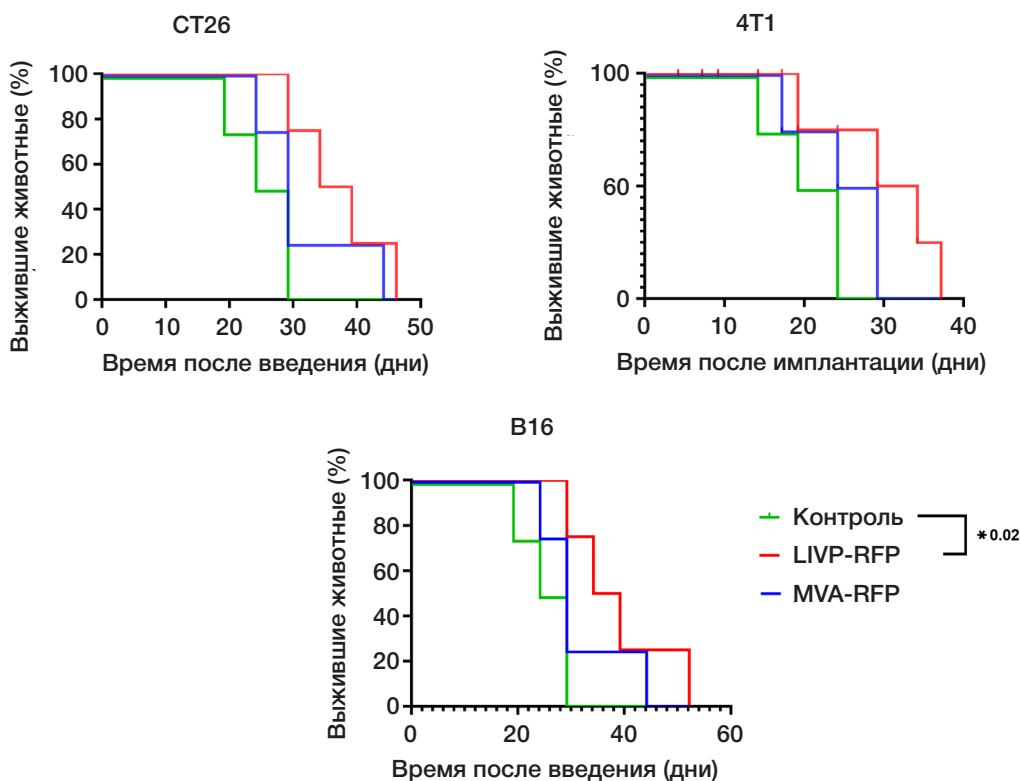 CT26
Выжившие животные (%)
100
80
60
40
20
0
0 10 20 30 40 50
Время после введения (дни)
4T1
Выжившие животные (%)
100
60
0
0 10 20 30 40
Время после имплантации (дни)
B16
Выжившие животные (%)
100
80
60
40
20
0
0 20 40 60
Время после введения (дни)
Контроль
LIVP-RFP
MVA-RFP
* 0.02